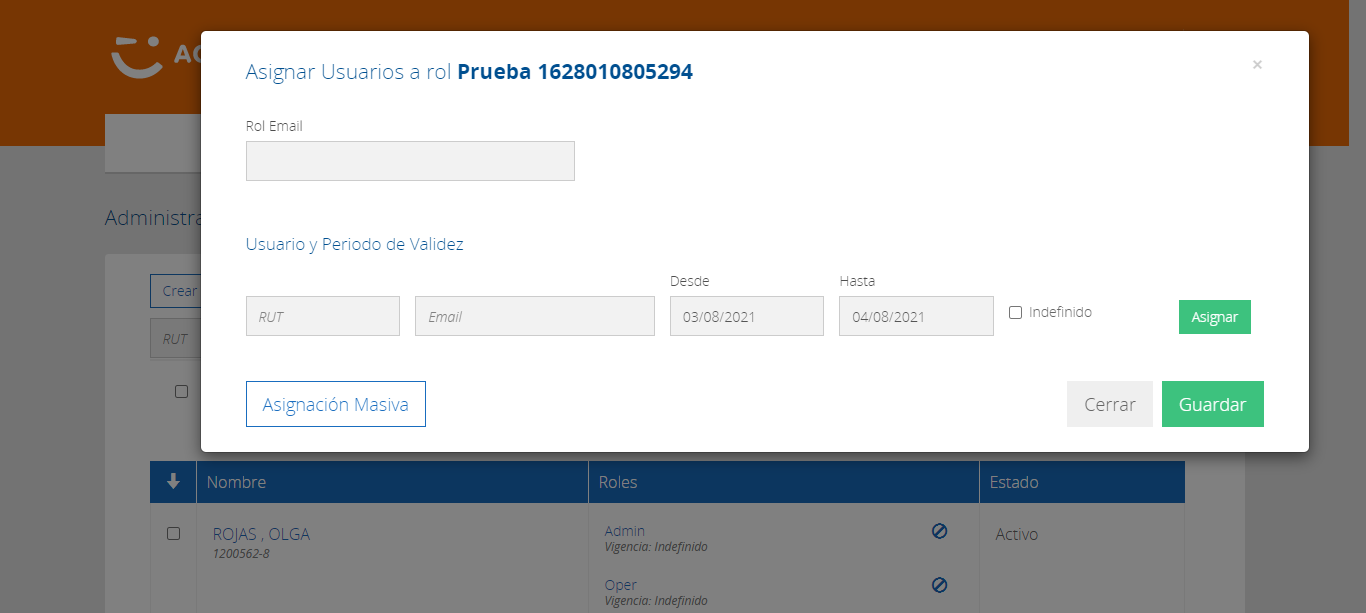 Asignar Usuarios a rol Prueba 1628010805294
×
Rol Email
Administra
Usuario y Periodo de Validez
Desde
Hasta
Crear
RUT
Email
03/08/2021
04/08/2021
Indefinido
Asignar
RUT
Asignación Masiva
Cerrar
Guardar
Nombre
Roles
Estado
ROJAS , OLGA
1200562-8
Admin
Vigencia: Indefinido
Activo
Oper
Vigencia: Indefinido